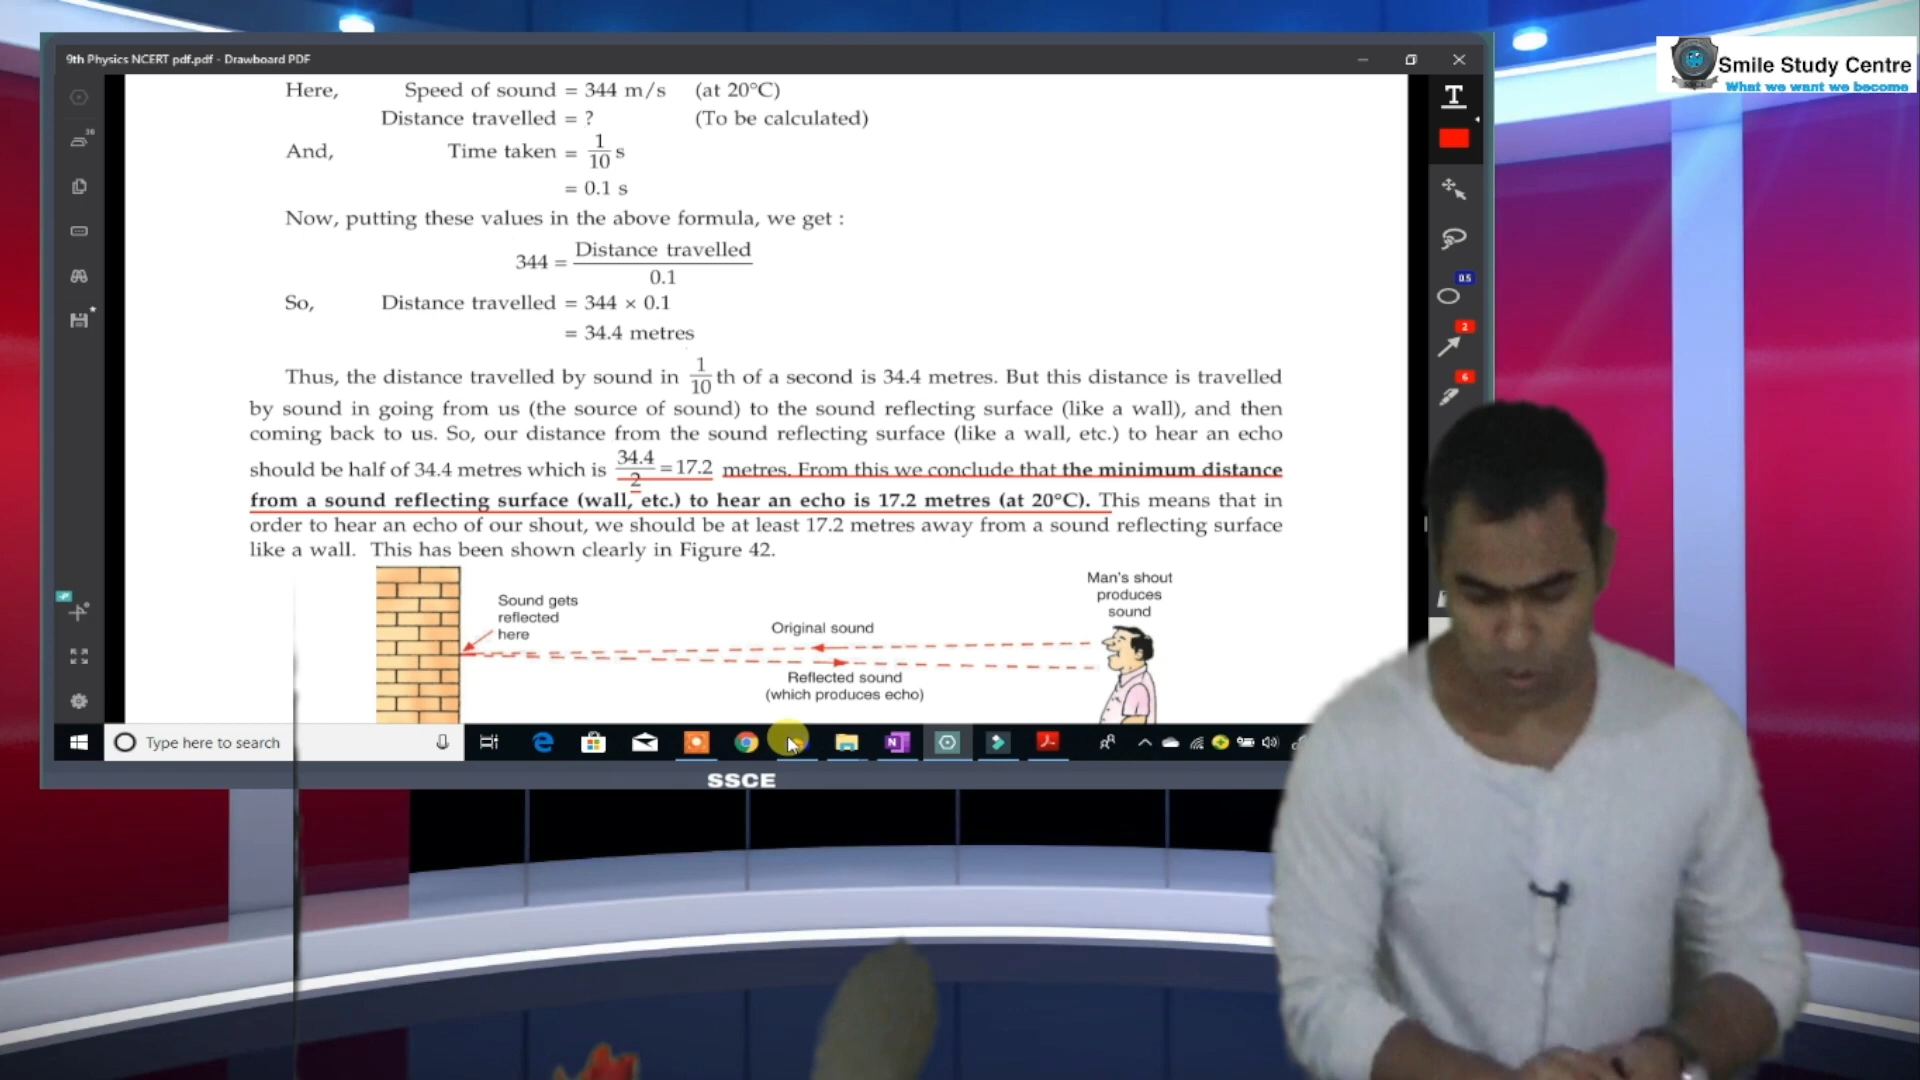 9th Physics NCERT pdf.pdf - Drawboard PDF
Smile Study Centre
What we want we become
Here, Speed of sound = 344 m/s (at 20°C)
Distance travelled = ? (To be calculated)
And, Time taken = 1/10 s
= 0.1 s
Now, putting these values in the above formula, we get :
344 = Distance travelled / 0.1
So, Distance travelled = 344 × 0.1
= 34.4 metres
Thus, the distance travelled by sound in 1/10 th of a second is 34.4 metres. But this distance is travelled
by sound in going from us (the source of sound) to the sound reflecting surface (like a wall), and then
coming back to us. So, our distance from the sound reflecting surface (like a wall, etc.) to hear an echo
should be half of 34.4 metres which is 34.4/2 = 17.2 metres. From this we conclude that the minimum distance
from a sound reflecting surface (wall, etc.) to hear an echo is 17.2 metres (at 20°C). This means that in
order to hear an echo of our shout, we should be at least 17.2 metres away from a sound reflecting surface
like a wall. This has been shown clearly in Figure 42.
Sound gets
reflected
here
Original sound
Reflected sound
(which produces echo)
Man's shout
produces
sound
T
36
0.5
2
6
Type here to search
SSCE